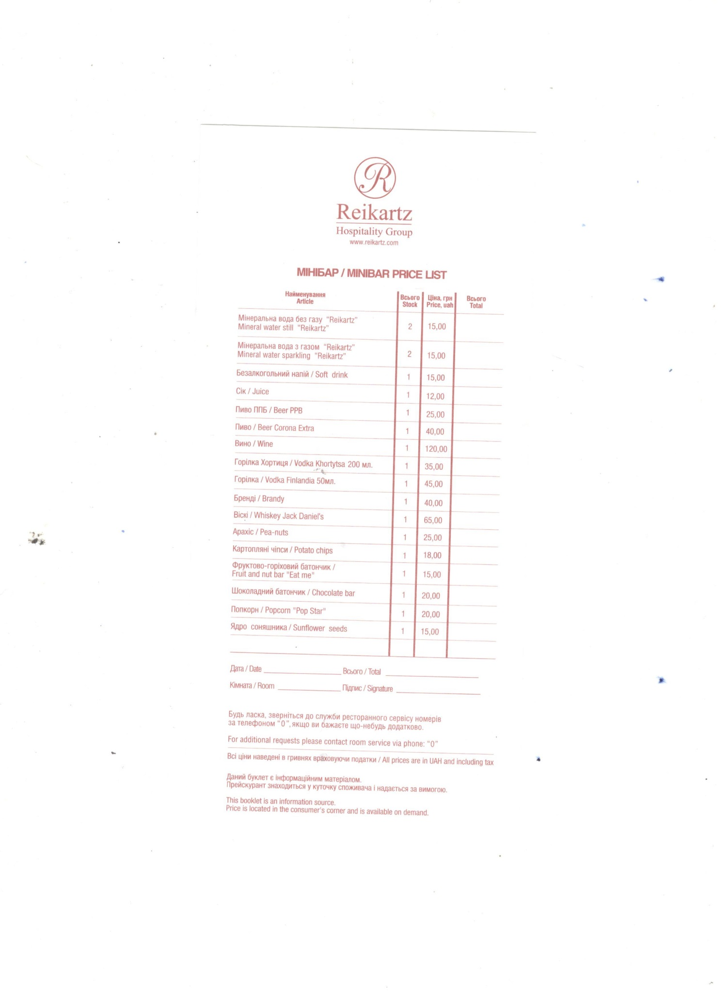 R
Reikartz
Hospitality Group
www.reikartz.com
МІНІБАР / MINIBAR PRICE LIST
Найменування Всього Ціна, грн Всього
Article Stock Price, uah Total
Мінеральна вода без газу “Reikartz”
Mineral water still “Reikartz” 2 15,00
Мінеральна вода з газом “Reikartz”
Mineral water sparkling “Reikartz” 2 15,00
Безалкогольний напій / Soft drink 1 15,00
Сік / Juice 1 12,00
Пиво ППБ / Beer PPB 1 25,00
Пиво / Beer Corona Extra 1 40,00
Вино / Wine 1 120,00
Горілка Хортиця / Vodka Khortytsa 200 мл. 1 35,00
Горілка / Vodka Finlandia 50мл. 1 45,00
Бренді / Brandy 1 40,00
Віскі / Whiskey Jack Daniel's 1 65,00
Арахіс / Pea-nuts 1 25,00
Картопляні чіпси / Potato chips 1 18,00
Фруктово-горіховий батончик /
Fruit and nut bar "Eat me" 1 15,00
Шоколадний батончик / Chocolate bar 1 20,00
Попкорн / Popcorn "Pop Star" 1 20,00
Ядро соняшника / Sunflower seeds 1 15,00
Дата / Date Всього / Total
Кімната / Room Підпис / Signature
Будь ласка, зверніться до служби ресторанного сервісу номерів
за телефоном “0”, якщо ви бажаєте що-небудь додатково.
For additional requests please contact room service via phone: “0”
Всі ціни наведені в гривнях враховуючи податки / All prices are in UAH and including tax
Даний буклет є інформаційним матеріалом.
Прейскурант знаходиться у куточку споживача і надається за вимогою.
This booklet is an information source.
Price is located in the consumer's corner and is available on demand.